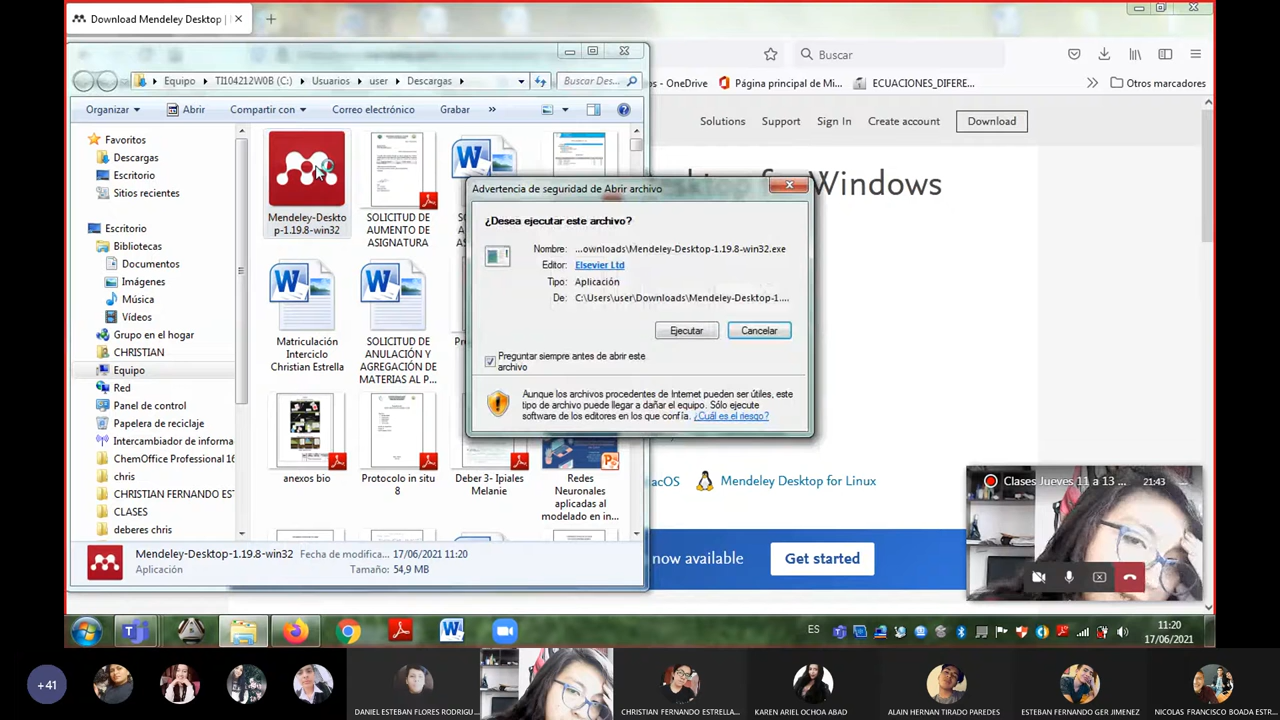 Download Mendeley Desktop |
Buscar
s - OneDrive
Página principal de Mi...
ECUACIONES_DIFERE...
Otros marcadores
Equipo
TI104212W0B (C:)
Usuarios
user
Descargas
Buscar Des...
Organizar
Abrir
Compartir con
Correo electrónico
Grabar
»
Solutions
Support
Sign In
Create account
Download
for Windows
Favoritos
Descargas
Escritorio
Sitios recientes
Escritorio
Bibliotecas
Documentos
Imágenes
Música
Vídeos
Grupo en el hogar
CHRISTIAN
Equipo
Red
Panel de control
Papelera de reciclaje
Intercambiador de informa
ChemOffice Professional 16
chris
CHRISTIAN FERNANDO EST
CLASES
deberes chris
Mendeley-Deskto
p-1.19.8-win32
SOLICITUD DE
AUMENTO DE
ASIGNATURA
Matriculación
Interciclo
Christian Estrella
SOLICITUD DE
ANULACIÓN Y
AGREGACIÓN DE
MATERIAS AL P...
anexos bio
Protocolo in situ
8
Deber 3- Ipiales
Melanie
Redes
Neuronales
aplicadas al
modelado en in...
Advertencia de seguridad de Abrir archivo
¿Desea ejecutar este archivo?
Nombre: ...ownloads\Mendeley-Desktop-1.19.8-win32.exe
Editor: Elsevier Ltd
Tipo: Aplicación
De: C:\Users\user\Downloads\Mendeley-Desktop-1....
Ejecutar
Cancelar
Preguntar siempre antes de abrir este
archivo
Aunque los archivos procedentes de Internet pueden ser útiles, este
tipo de archivo puede llegar a dañar el equipo. Sólo ejecute
software de los editores en los que confía. ¿Cuál es el riesgo?
acOS
Mendeley Desktop for Linux
now available
Get started
Mendeley-Desktop-1.19.8-win32
Fecha de modifica... 17/06/2021 11:20
Aplicación
Tamaño: 54,9 MB
Clases Jueves 11 a 13 ...
21:43
...
ES
11:20
17/06/2021
+41
DANIEL ESTEBAN FLORES RODRIGU...
CHRISTIAN FERNANDO ESTRELLA...
KAREN ARIEL OCHOA ABAD
ALAIN HERNAN TIRADO PAREDES
ESTEBAN FERNANDO GER JIMENEZ
NICOLAS FRANCISCO BOADA ESTR...